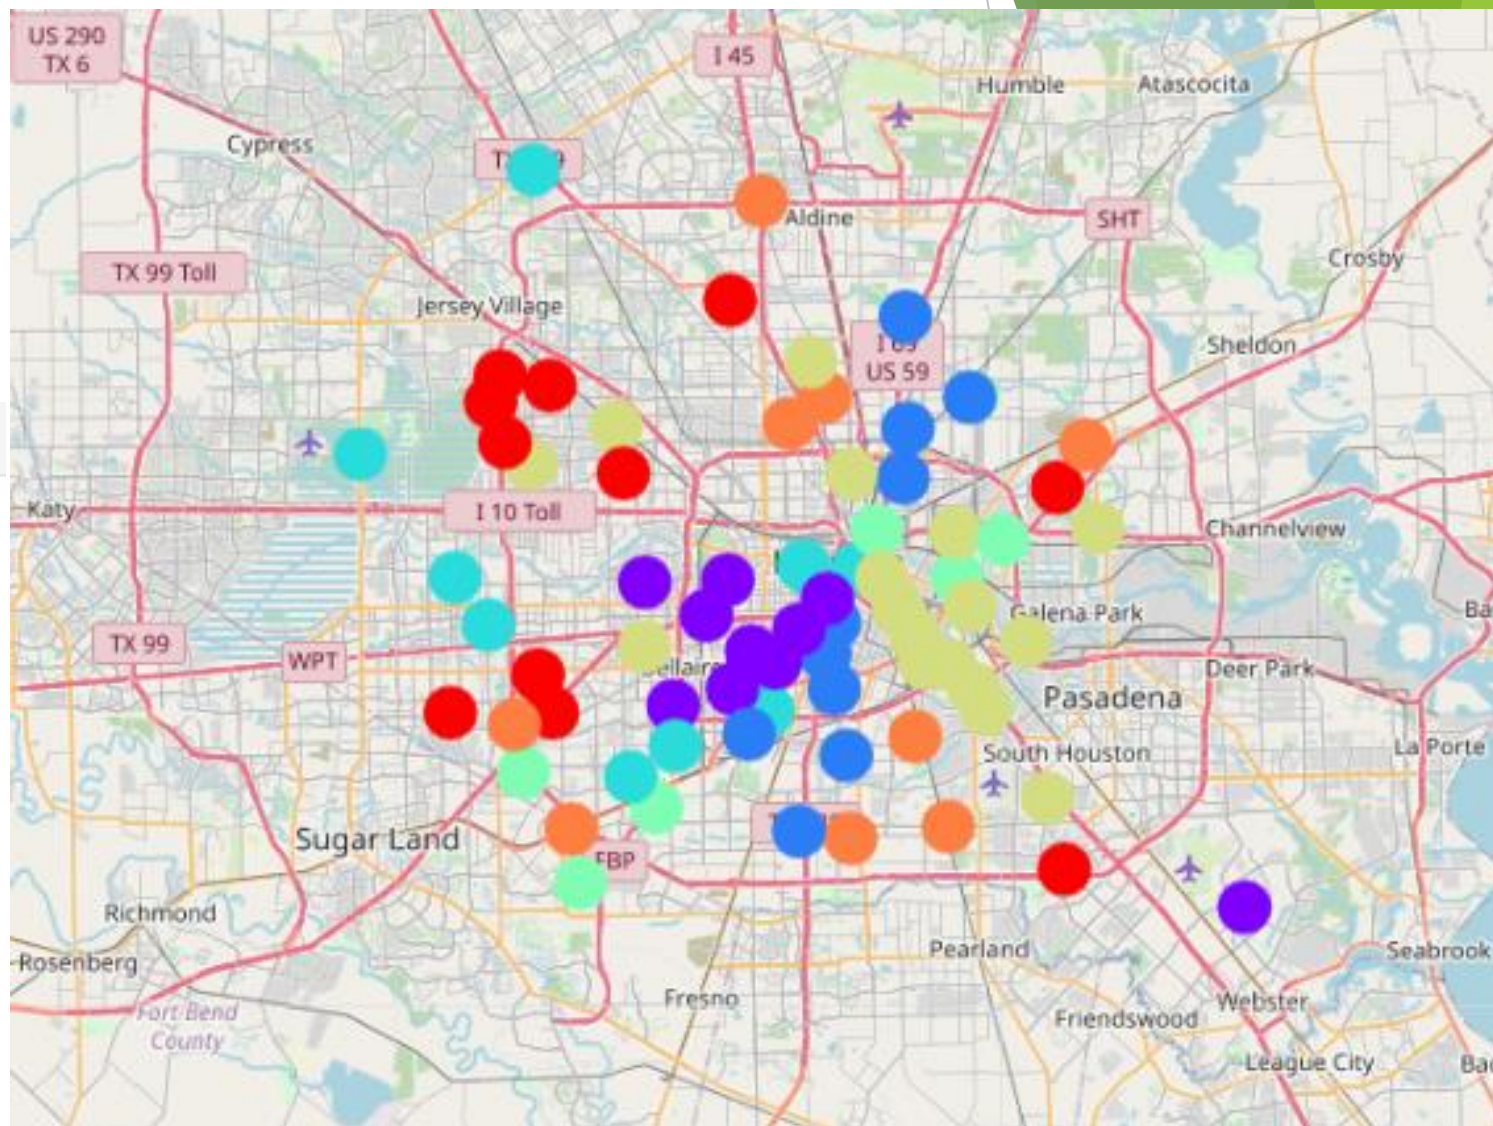 US 290
TX 6
I 45
Humble
Atascocita
Cypress
Aldine
SHT
TX 99 Toll
Crosby
Jersey Village
Sheldon
US 59
Katy
I 10 Toll
Channelview
Galena Park
TX 99
WPT
Deer Park
Pasadena
South Houston
La Porte
Sugar Land
FBP
Richmond
Pearland
Rosenberg
Seabrook
Fresno
Webster
Fort Bend
County
Friendswood
League City